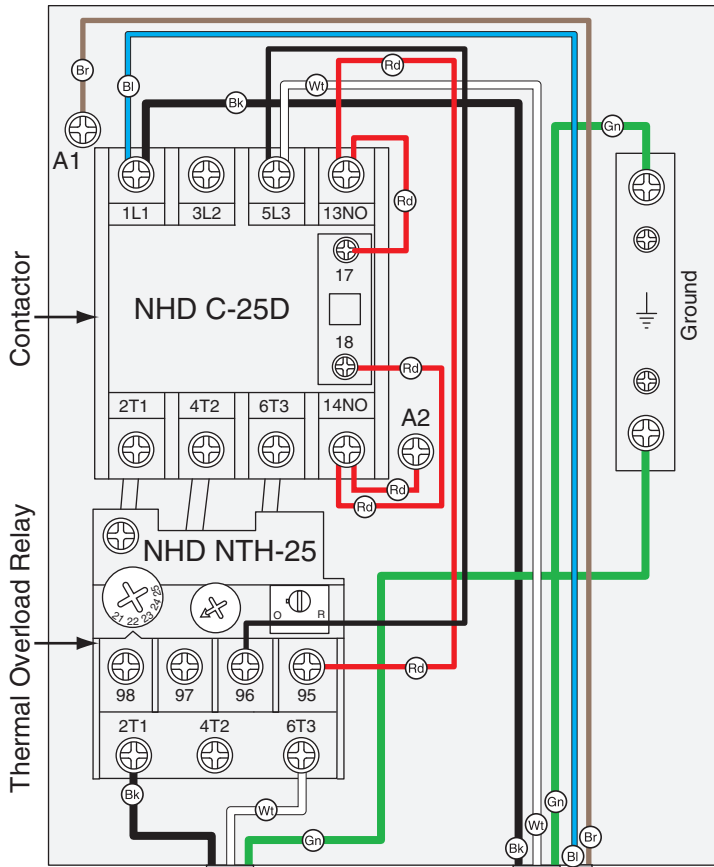 Br
Bl
Wt
Rd
Bk
Gn
A1
1L1 3L2 5L3 13NO
Rd
17
Contactor
NHD C-25D
Ground
18
Rd
2T1 4T2 6T3 14NO
A2
Rd
Rd
Thermal Overload Relay
NHD NTH-25
21 22 23 24 25
O R
98 97 96 95
Rd
2T1 4T2 6T3
Bk
Wt
Gn
Bk
Wt
Gn
Bl
Br